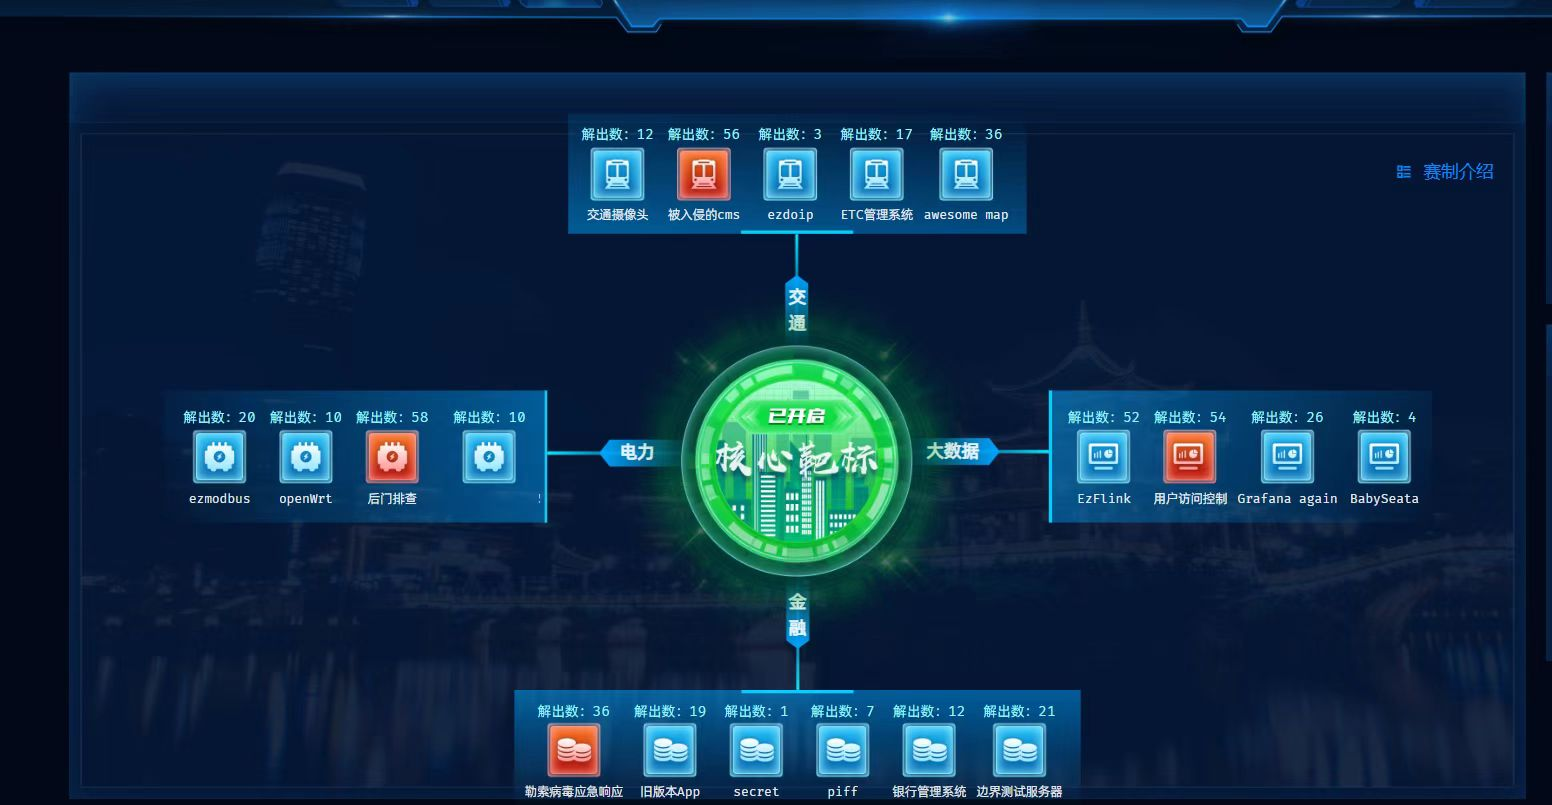 解出数: 12 解出数: 56 解出数: 3 解出数: 17 解出数: 36
交通摄像头 被入侵的cms ezdoip ETC管理系统 awesome map
赛制介绍
交
通
解出数: 20 解出数: 10 解出数: 58 解出数: 10
ezmodbus openWrt 后门排查
电力
已开启
核心靶标
大数据
解出数: 52 解出数: 54 解出数: 26 解出数: 4
EzFlink 用户访问控制 Grafana again BabySeata
金
融
解出数: 36 解出数: 19 解出数: 1 解出数: 7 解出数: 12 解出数: 21
勒索病毒应急响应 旧版本App secret piff 银行管理系统 边界测试服务器